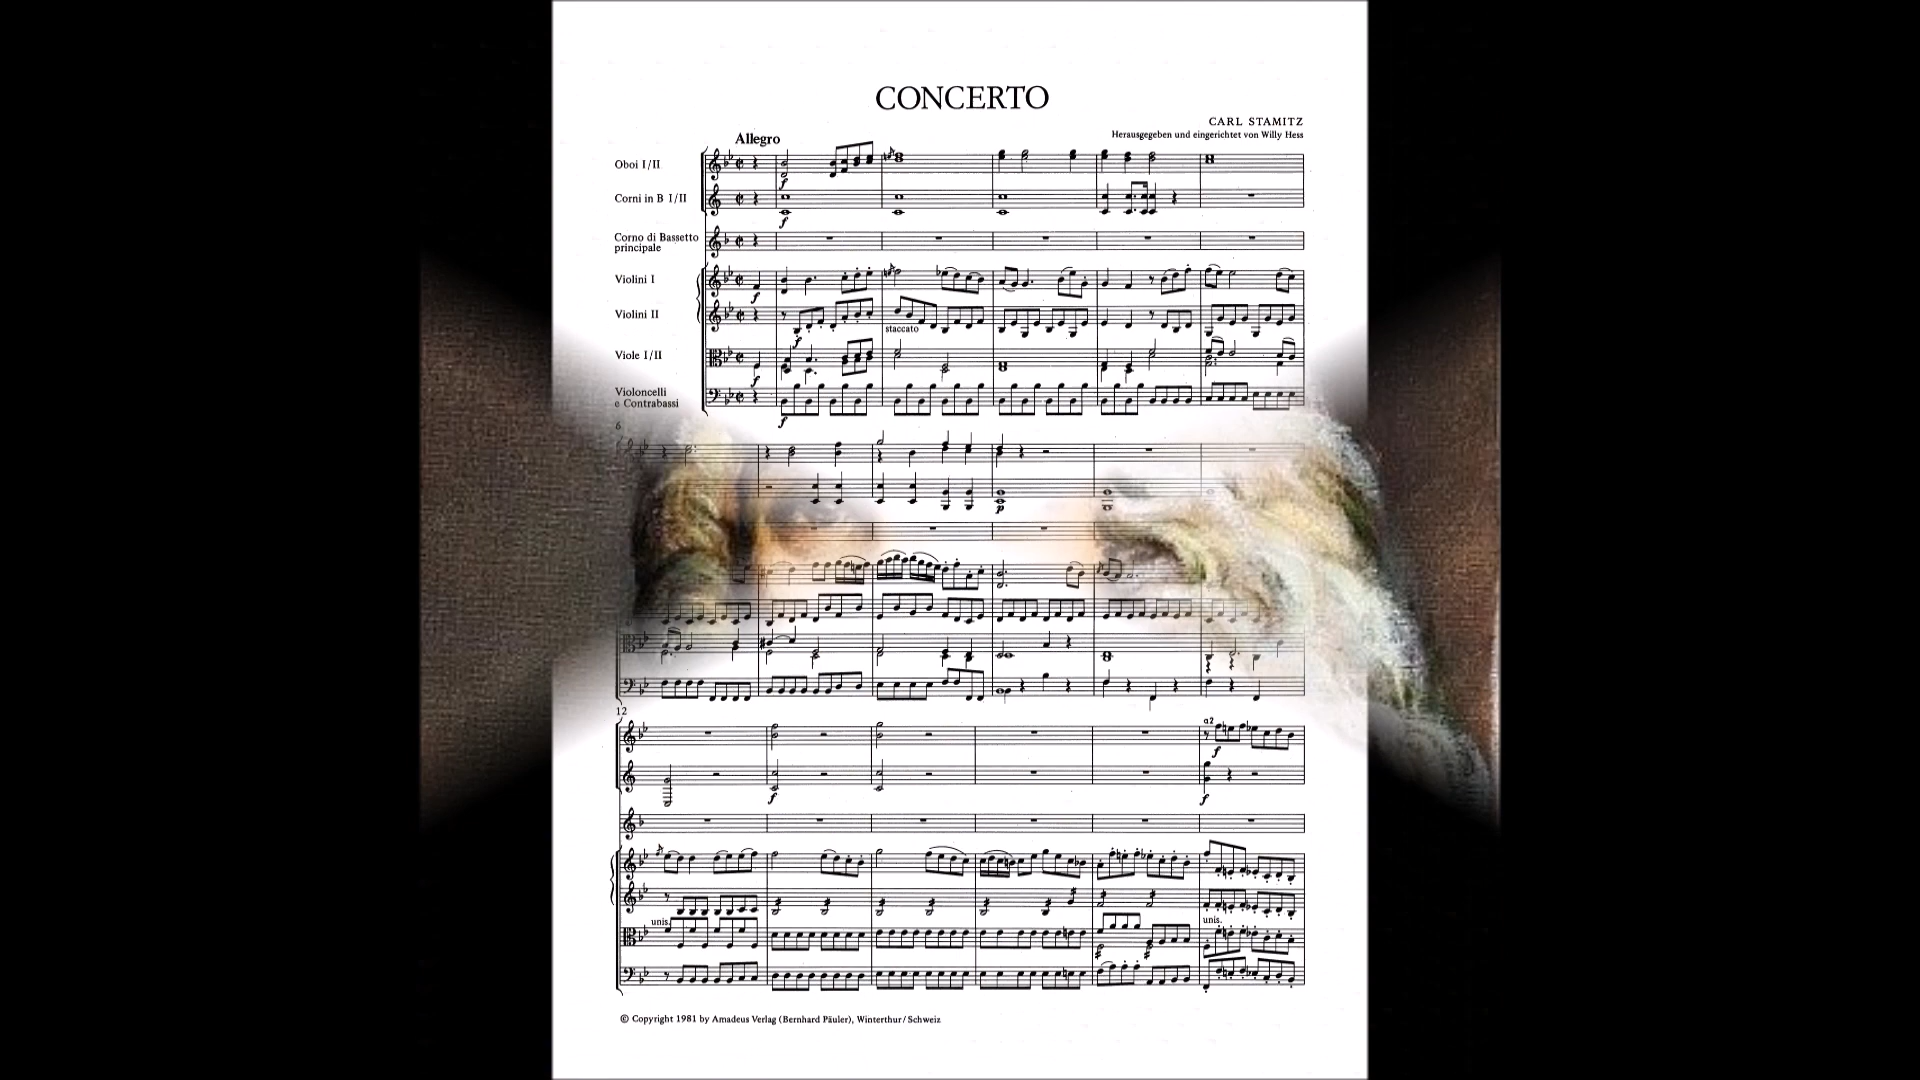 CONCERTO
CARL STAMITZ
Herausgegeben und eingerichtet von Willy Hess
Allegro
Oboi I/II
f
Corni in B I/II
f
Corno di Bassetto
principale
Violini I
f
Violini II
f
staccato
Viole I/II
f
Violoncelli
e Contrabassi
f
6
p
12
a2
f
f
f
unis.
unis.
© Copyright 1981 by Amadeus Verlag (Bernhard Päuler), Winterthur/Schweiz